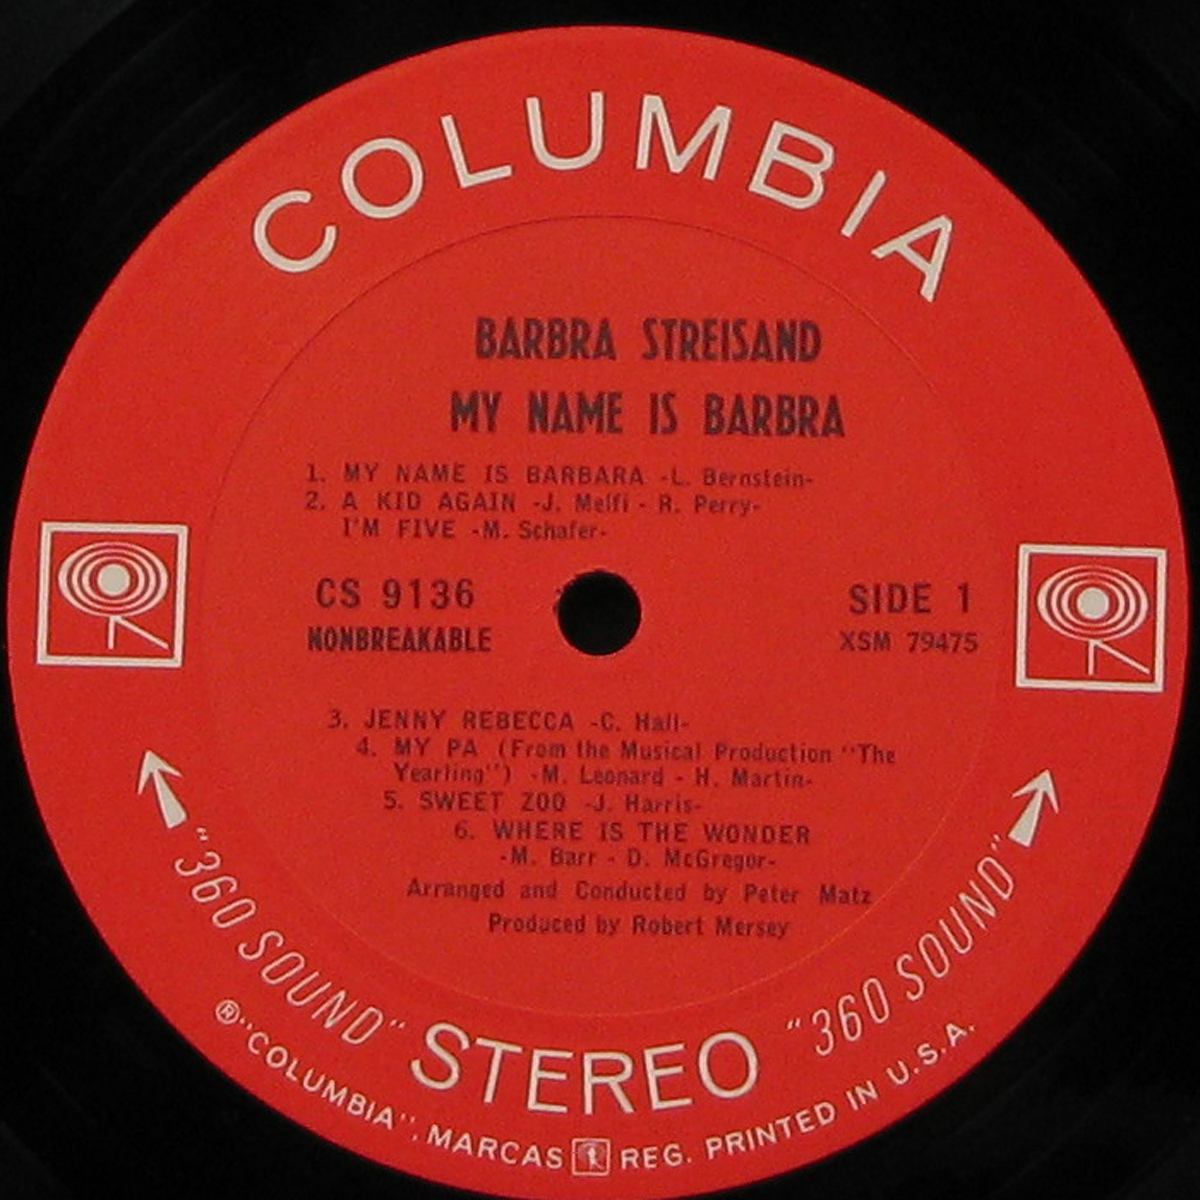 COLUMBIA
BARBRA STREISAND
MY NAME IS BARBRA
1. MY NAME IS BARBARA -L. Bernstein-
2. A KID AGAIN -J. Melfi - R. Perry-
I'M FIVE -M. Schafer-
CS 9136
NONBREAKABLE
SIDE 1
XSM 79475
3. JENNY REBECCA -C. Hall-
4. MY PA (From the Musical Production "The
Yearling") -M. Leonard - H. Martin-
5. SWEET ZOO -J. Harris-
6. WHERE IS THE WONDER
-M. Barr - D. McGregor-
Arranged and Conducted by Peter Matz
Produced by Robert Mersey
"360 SOUND" STEREO "360 SOUND"
® "COLUMBIA", MARCAS REG. PRINTED IN U.S.A.